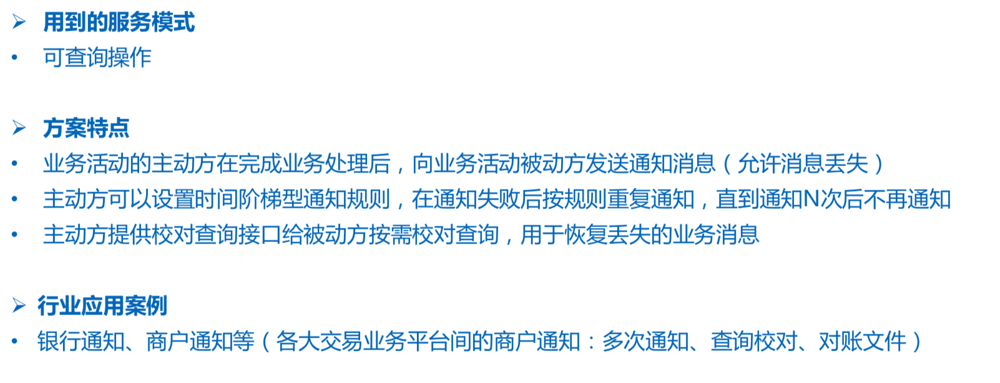 ➢ 用到的服务模式
• 可查询操作
➢ 方案特点
• 业务活动的主动方在完成业务处理后，向业务活动被动方发送通知消息（允许消息丢失）
• 主动方可以设置时间阶梯型通知规则，在通知失败后按规则重复通知，直到通知N次后不再通知
• 主动方提供校对查询接口给被动方按需校对查询，用于恢复丢失的业务消息
➢ 行业应用案例
• 银行通知、商户通知等（各大交易业务平台间的商户通知：多次通知、查询校对、对账文件）